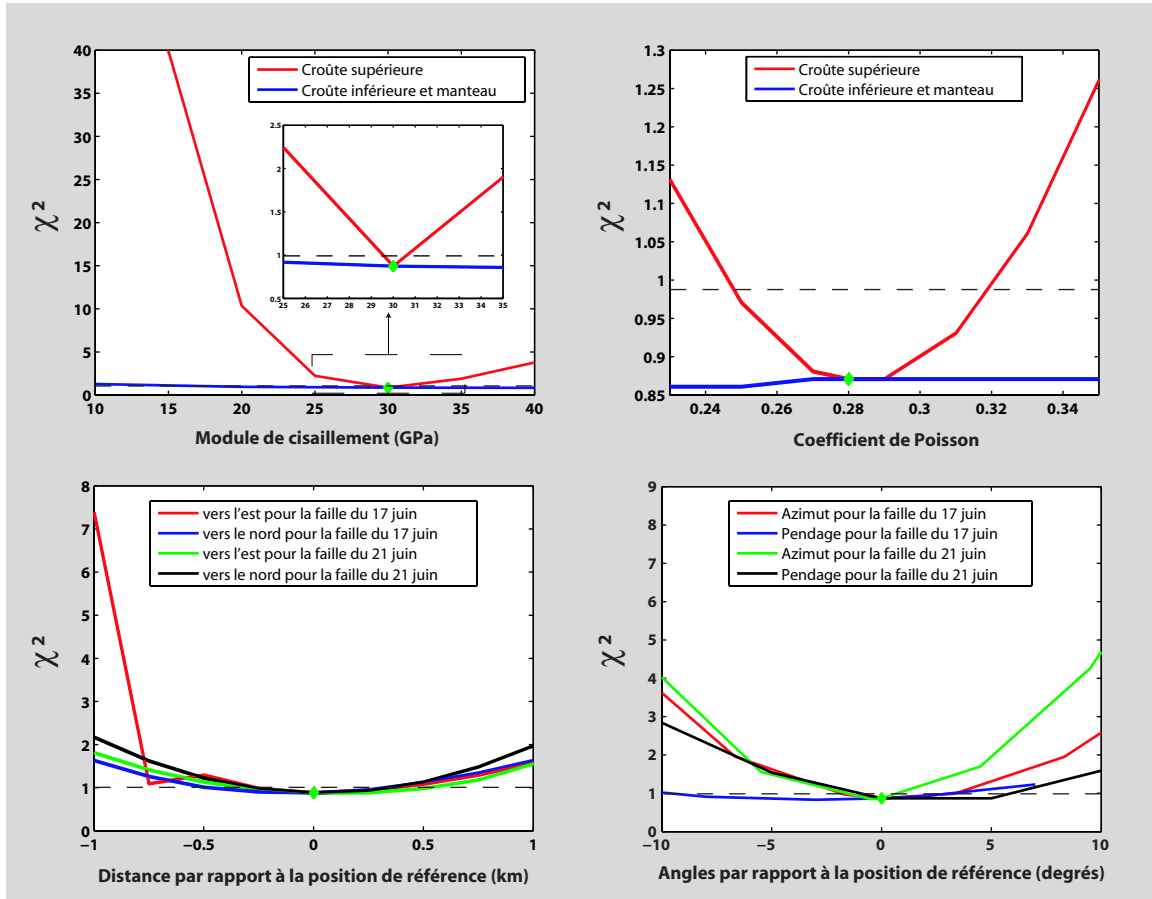 40
35
30
25
20
15
10
5
0
χ ²
Croûte supérieure
Croûte inférieure et manteau
2.5
2
1.5
1
0.5
25 26 27 28 29 30 31 32 33 34 35
10 15 20 25 30 35 40
Module de cisaillement (GPa)
1.3
1.25
1.2
1.15
1.1
1.05
1
0.95
0.9
0.85
χ ²
Croûte supérieure
Croûte inférieure et manteau
0.24 0.26 0.28 0.3 0.32 0.34
Coefficient de Poisson
8
7
6
5
4
3
2
1
0
χ ²
vers l'est pour la faille du 17 juin
vers le nord pour la faille du 17 juin
vers l'est pour la faille du 21 juin
vers le nord pour la faille du 21 juin
−1 −0.5 0 0.5 1
Distance par rapport à la position de référence (km)
9
8
7
6
5
4
3
2
1
0
χ ²
Azimut pour la faille du 17 juin
Pendage pour la faille du 17 juin
Azimut pour la faille du 21 juin
Pendage pour la faille du 21 juin
−10 −5 0 5 10
Angles par rapport à la position de référence (degrés)